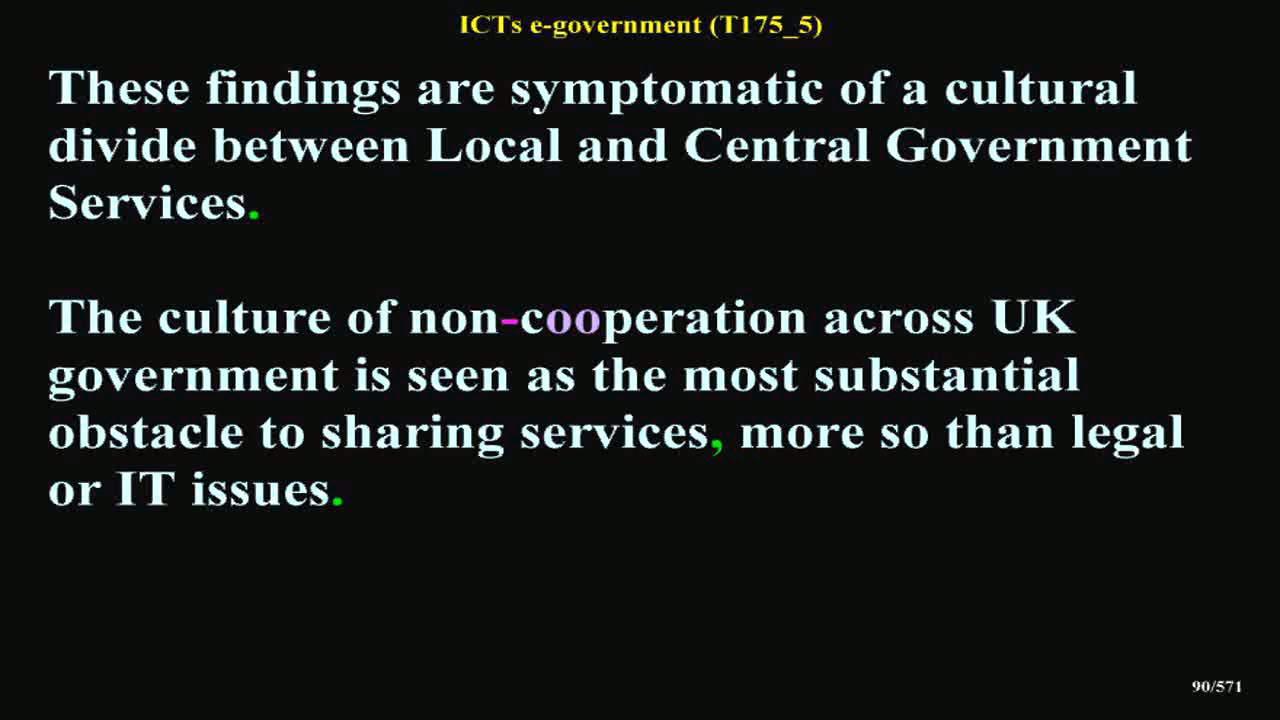 ICTs e-government (T175_5)
These findings are symptomatic of a cultural
divide between Local and Central Government
Services.
The culture of non-cooperation across UK
government is seen as the most substantial
obstacle to sharing services, more so than legal
or IT issues.
90/571